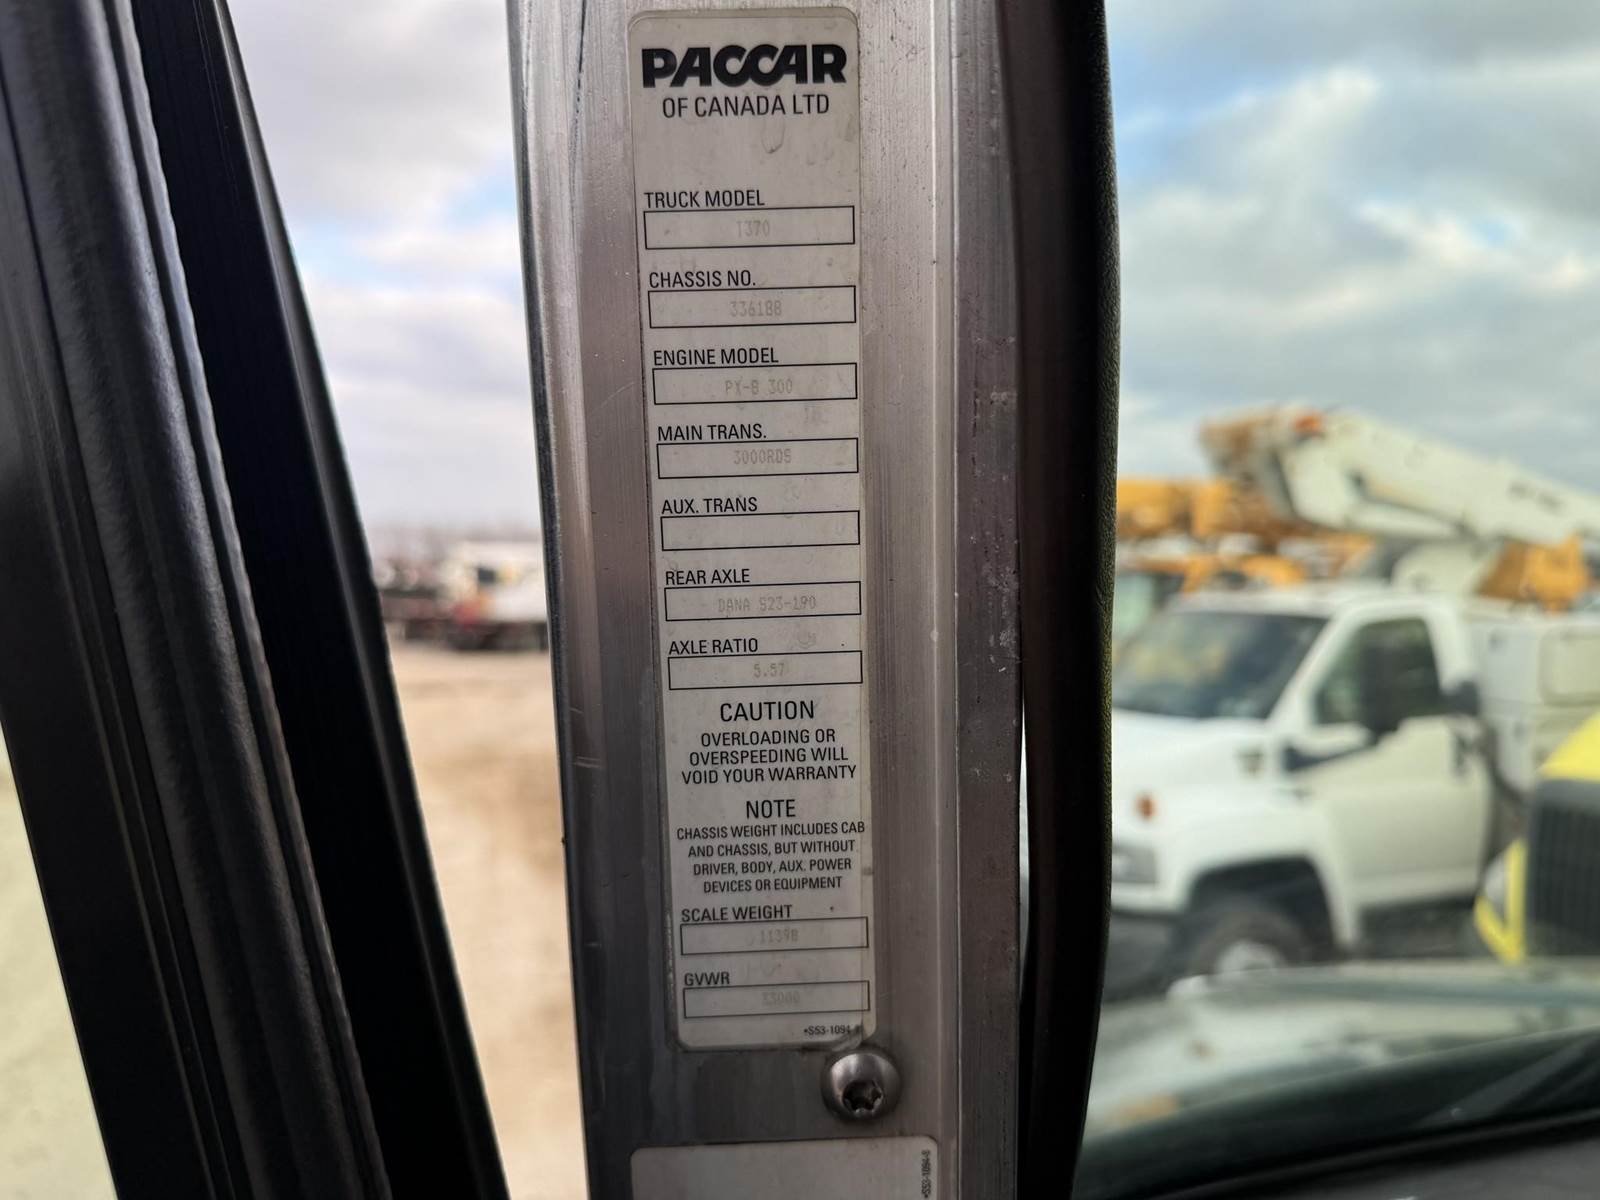 PACCAR
OF CANADA LTD
TRUCK MODEL
T370
CHASSIS NO.
336188
ENGINE MODEL
PX-8 300
MAIN TRANS.
3000RDS
AUX. TRANS
REAR AXLE
DANA S23-190
AXLE RATIO
5.57
CAUTION
OVERLOADING OR
OVERSPEEDING WILL
VOID YOUR WARRANTY
NOTE
CHASSIS WEIGHT INCLUDES CAB
AND CHASSIS, BUT WITHOUT
DRIVER, BODY, AUX. POWER
DEVICES OR EQUIPMENT
SCALE WEIGHT
11398
GVWR
33000